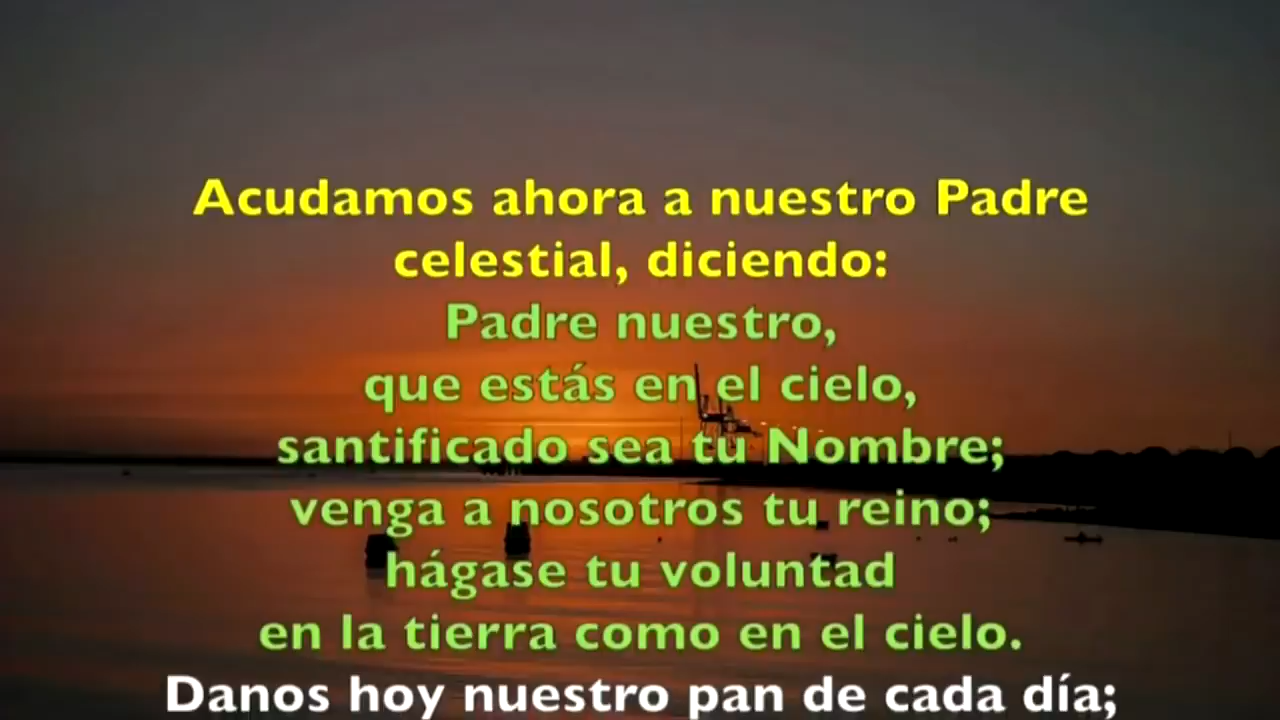 Acudamos ahora a nuestro Padre
celestial, diciendo:
Padre nuestro,
que estás en el cielo,
santificado sea tu Nombre;
venga a nosotros tu reino;
hágase tu voluntad
en la tierra como en el cielo.
Danos hoy nuestro pan de cada día;